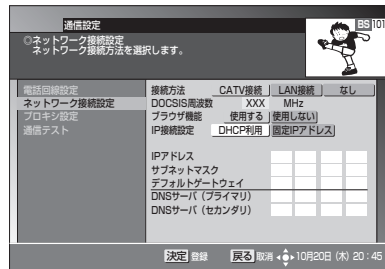 通信設定
BS 101
◎ネットワーク接続設定
ネットワーク接続方法を選択します。
電話回線設定
ネットワーク接続設定
プロキシ設定
通信テスト
接続方法 CATV接続 LAN接続 なし
DOCSIS周波数 XXX MHz
ブラウザ機能 使用する 使用しない
IP接続設定 DHCP利用 固定IPアドレス
IPアドレス
サブネットマスク
デフォルトゲートウェイ
DNSサーバ（プライマリ）
DNSサーバ（セカンダリ）
決定 登録 戻る 取消 10月20日（木）20：45